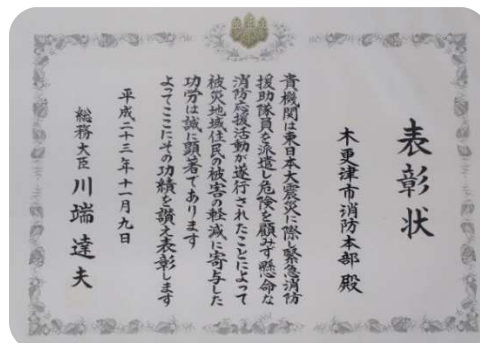 表彰状
木更津市消防本部 殿
貴機関は東日本大震災に際し緊急消防
援助隊員を派遣し危険を顧みず懸命な
消防応援活動が遂行されたことによって
被災地域住民の被害の軽減に寄与した
功労は誠に顕著であります
よってここにその功績を讃え表彰します
平成二十三年十一月九日
総務大臣 川端達夫